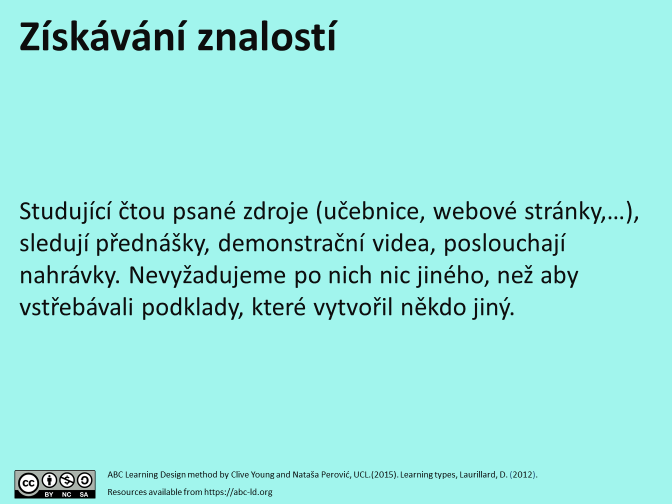 Získávání znalostí
Studující čtou psané zdroje (učebnice, webové stránky,…),
sledují přednášky, demonstrační videa, poslouchají
nahrávky. Nevyžadujeme po nich nic jiného, než aby
vstřebávali podklady, které vytvořil někdo jiný.
ABC Learning Design method by Clive Young and Nataša Perović, UCL.(2015). Learning types, Laurillard, D. (2012).
cc BY NC SA
Resources available from https://abc-ld.org